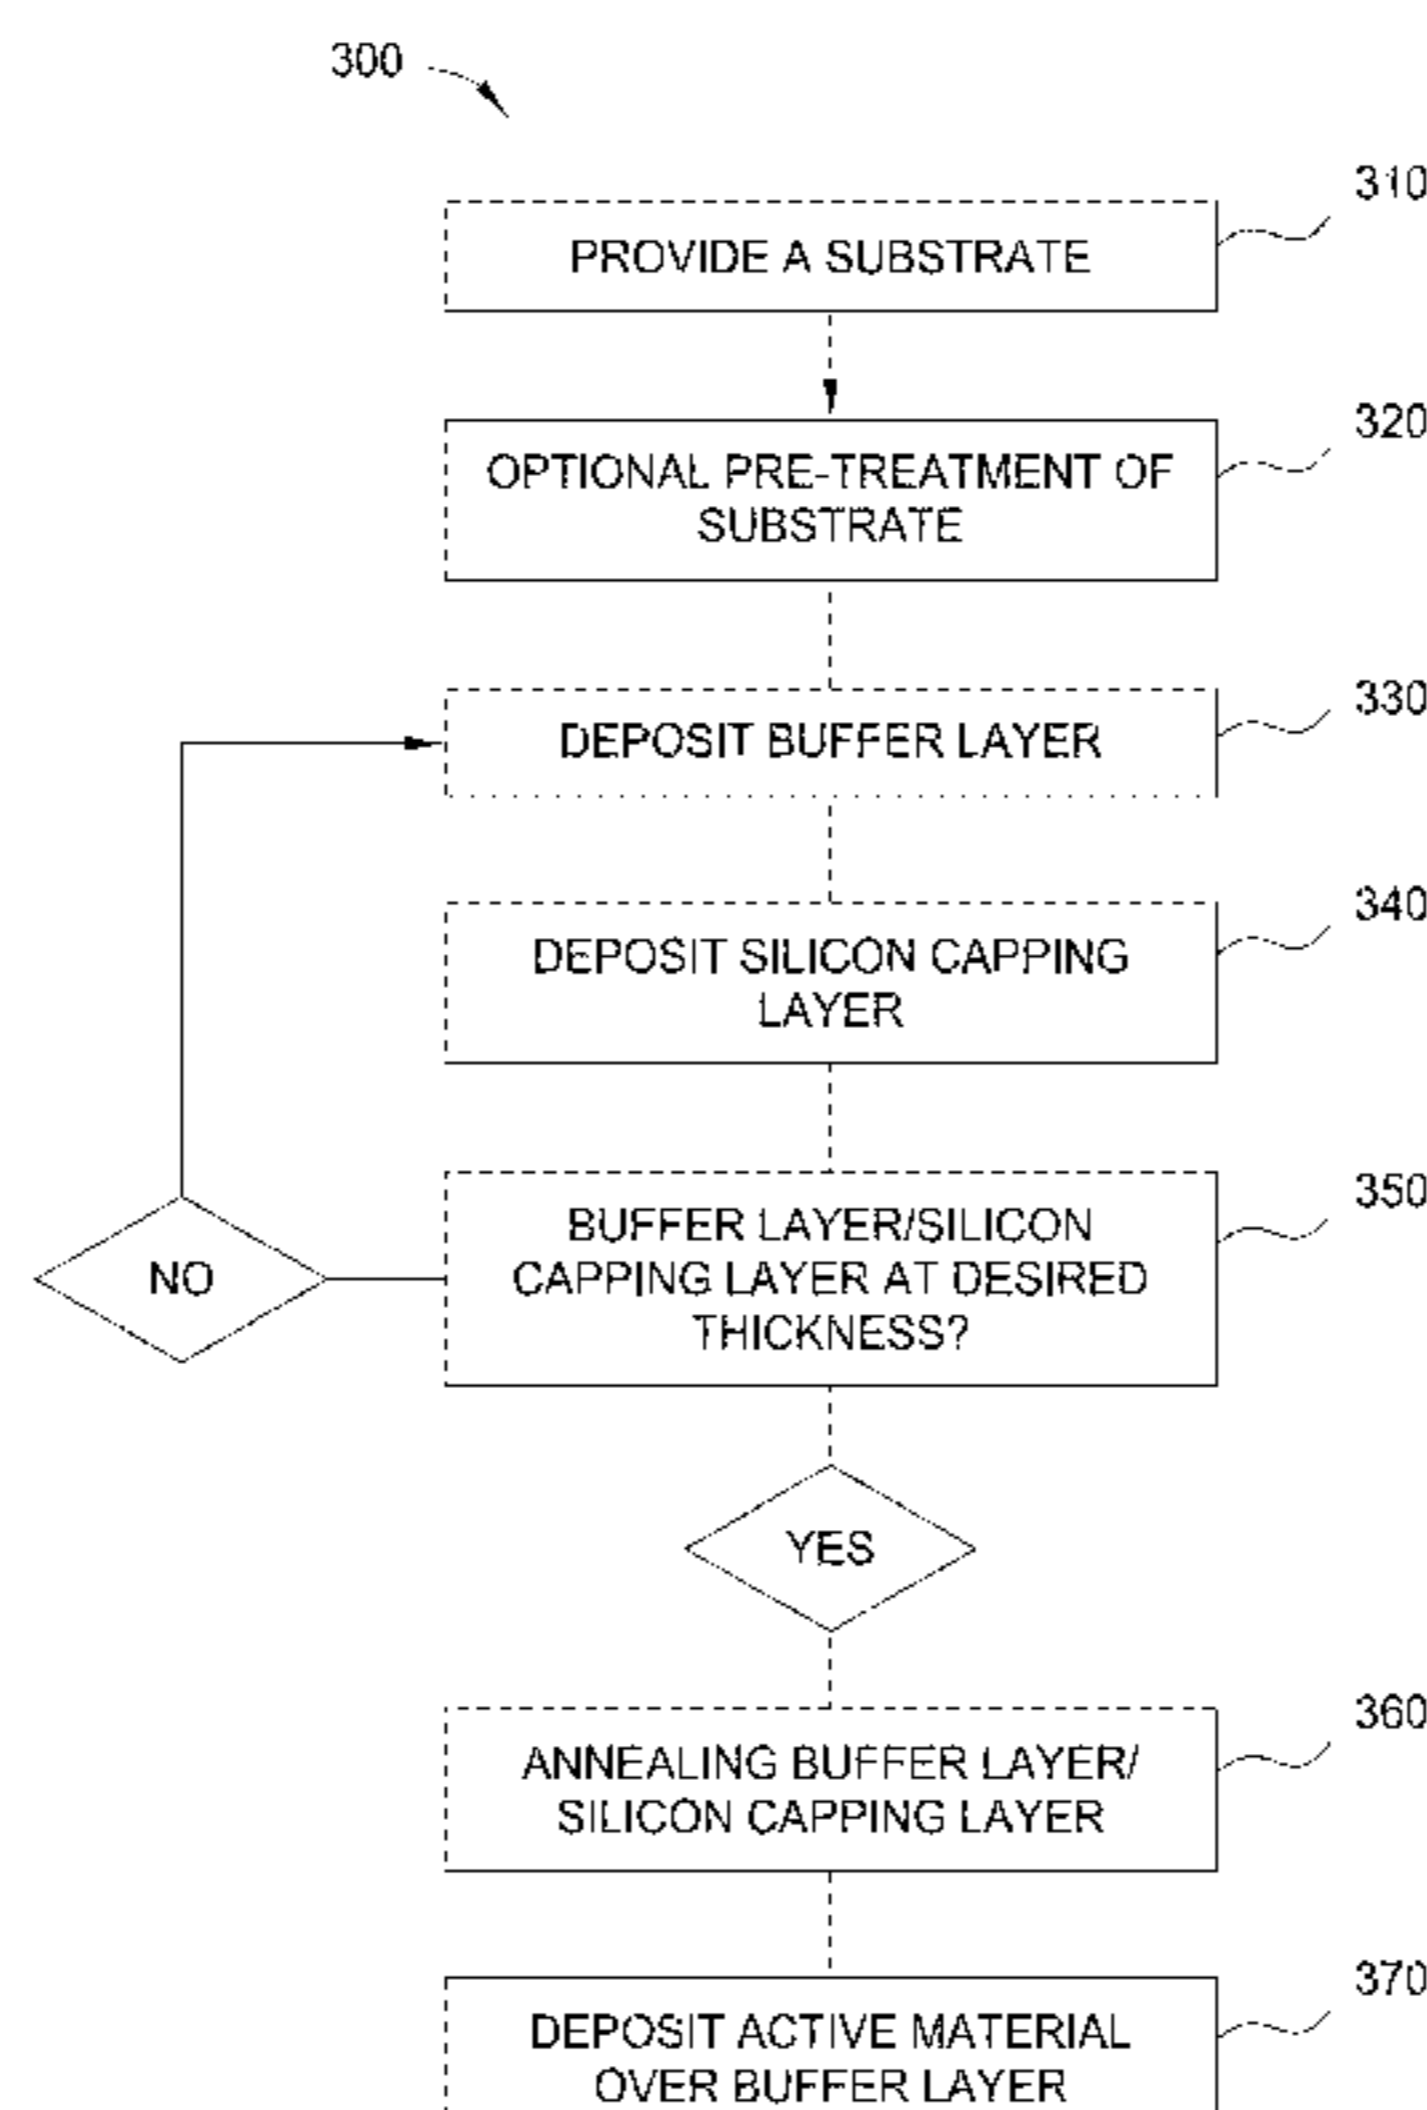 300
310
PROVIDE A SUBSTRATE
320
OPTIONAL PRE-TREATMENT OF
SUBSTRATE
330
DEPOSIT BUFFER LAYER
340
DEPOSIT SILICON CAPPING
LAYER
350
BUFFER LAYER/SILICON
CAPPING LAYER AT DESIRED
THICKNESS?
NO
YES
360
ANNEALING BUFFER LAYER/
SILICON CAPPING LAYER
370
DEPOSIT ACTIVE MATERIAL
OVER BUFFER LAYER